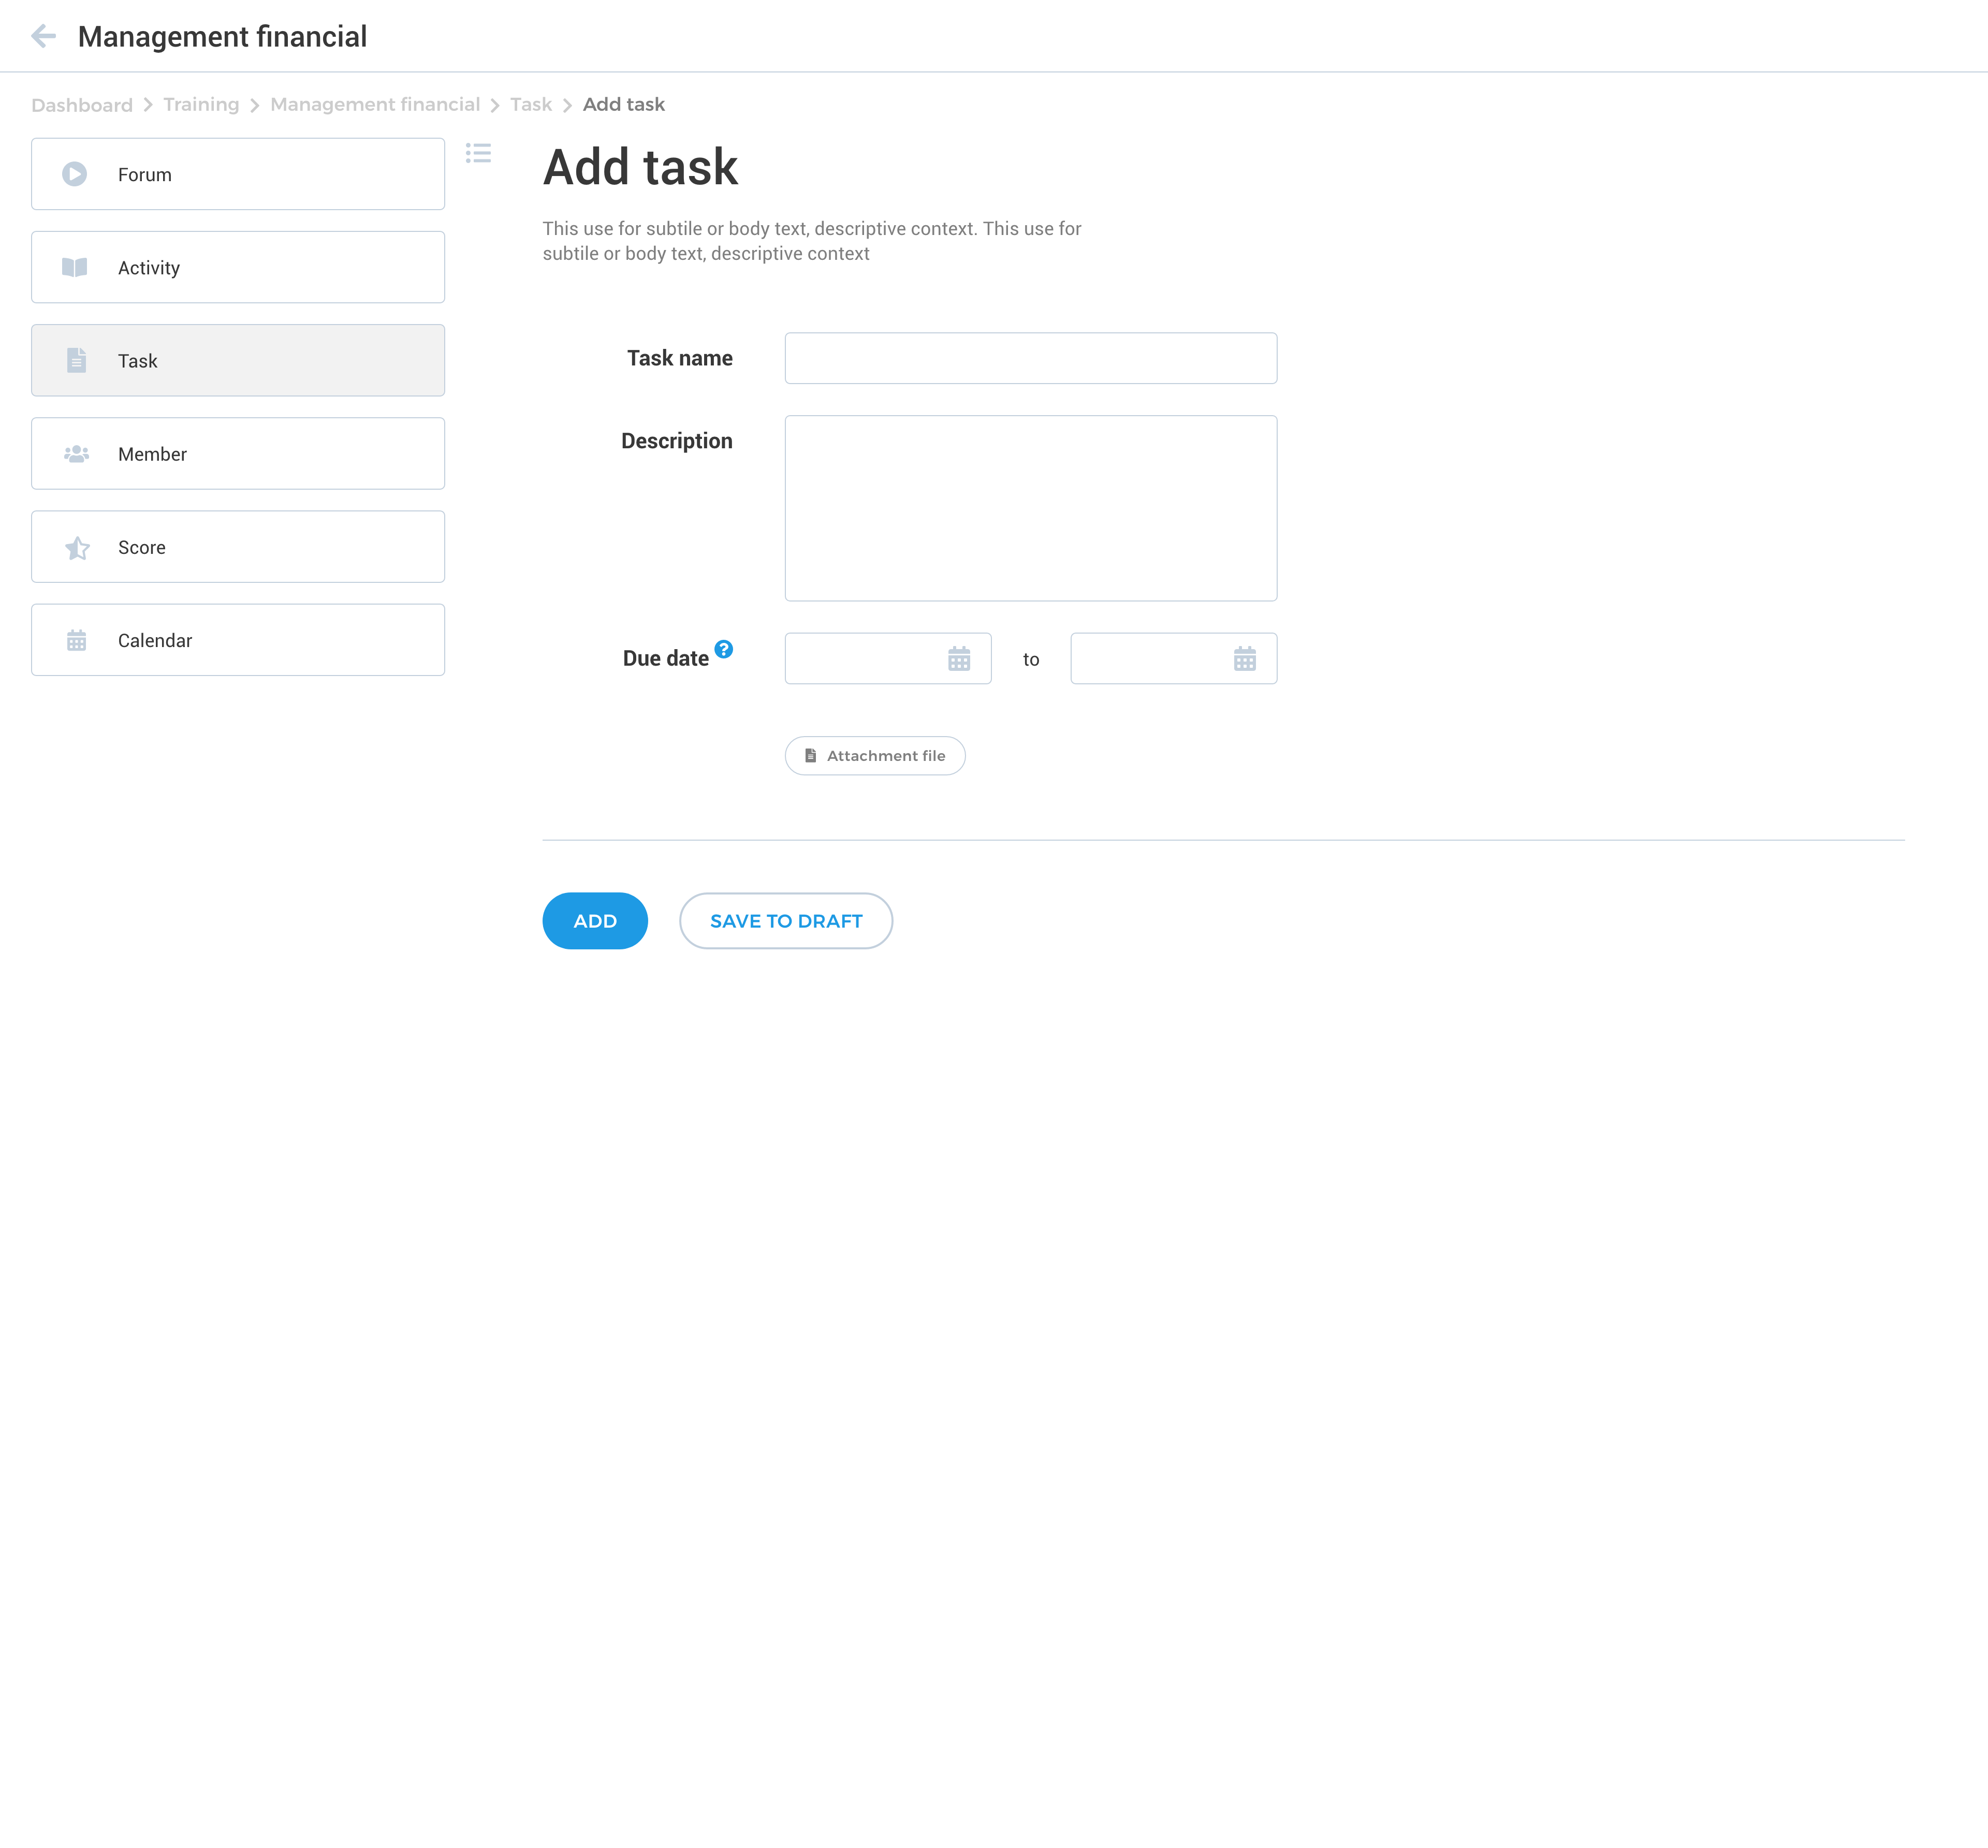 Management financial
Dashboard Training Management financial Task Add task
Forum
Activity
Task
Member
Score
Calendar
Add task
This use for subtile or body text, descriptive context. This use for
subtile or body text, descriptive context
Task name
Description
Due date ?
to
Attachment file
ADD
SAVE TO DRAFT